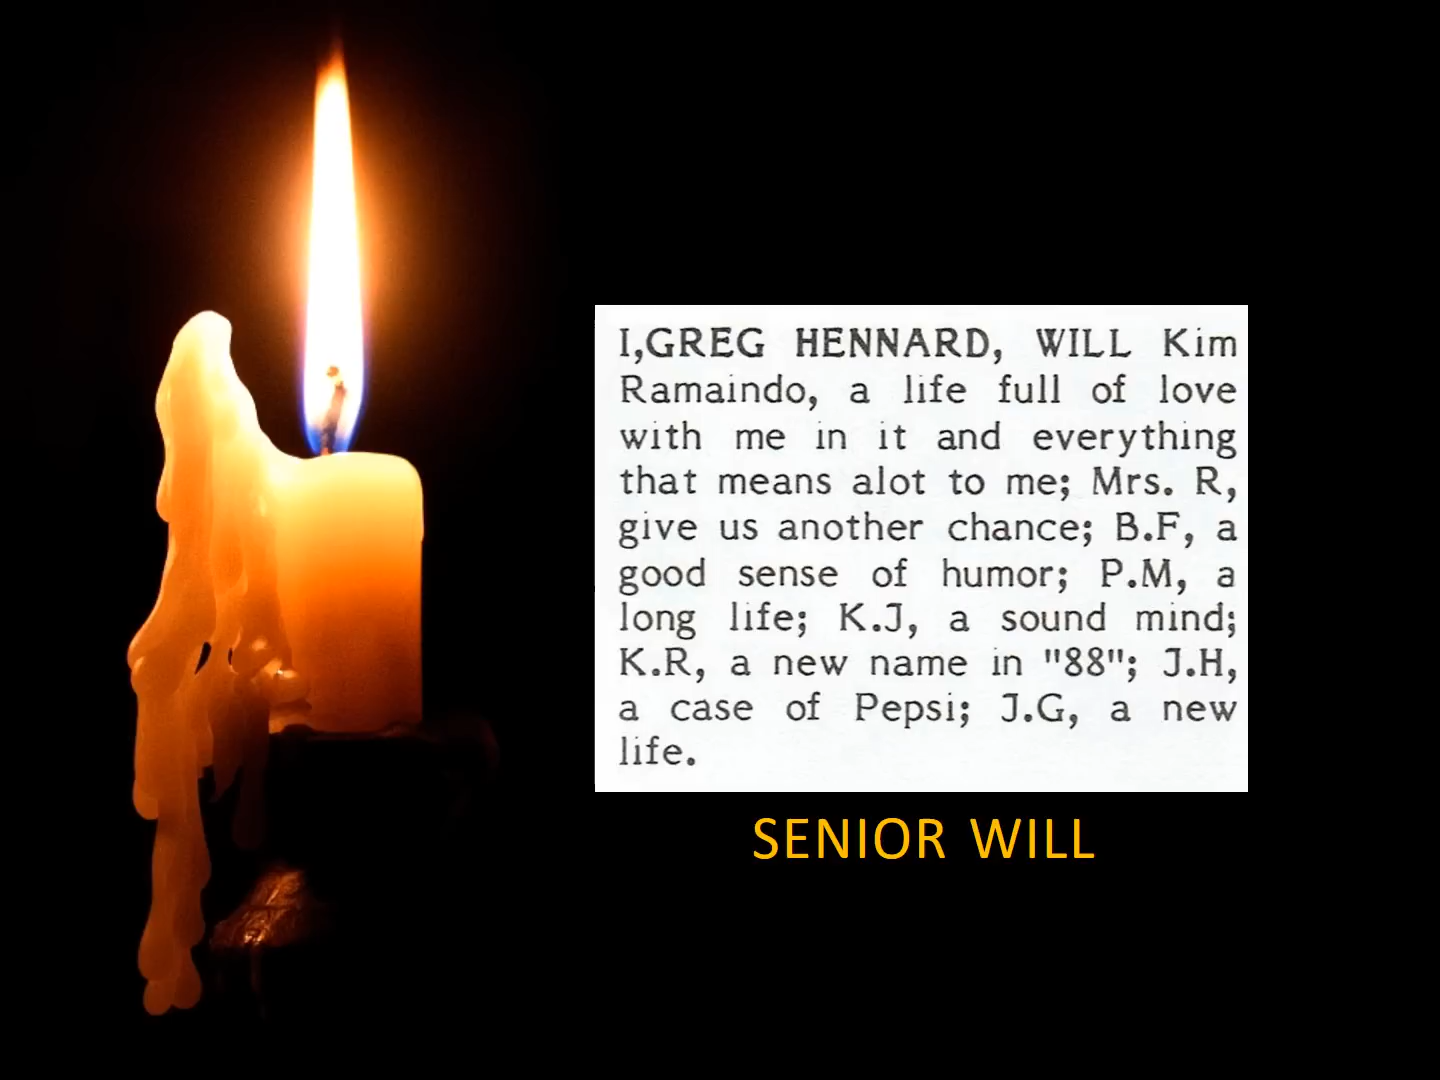 I,GREG HENNARD, WILL Kim
Ramaindo, a life full of love
with me in it and everything
that means alot to me; Mrs. R,
give us another chance; B.F, a
good sense of humor; P.M, a
long life; K.J, a sound mind;
K.R, a new name in "88"; J.H,
a case of Pepsi; J.G, a new
life.
SENIOR WILL